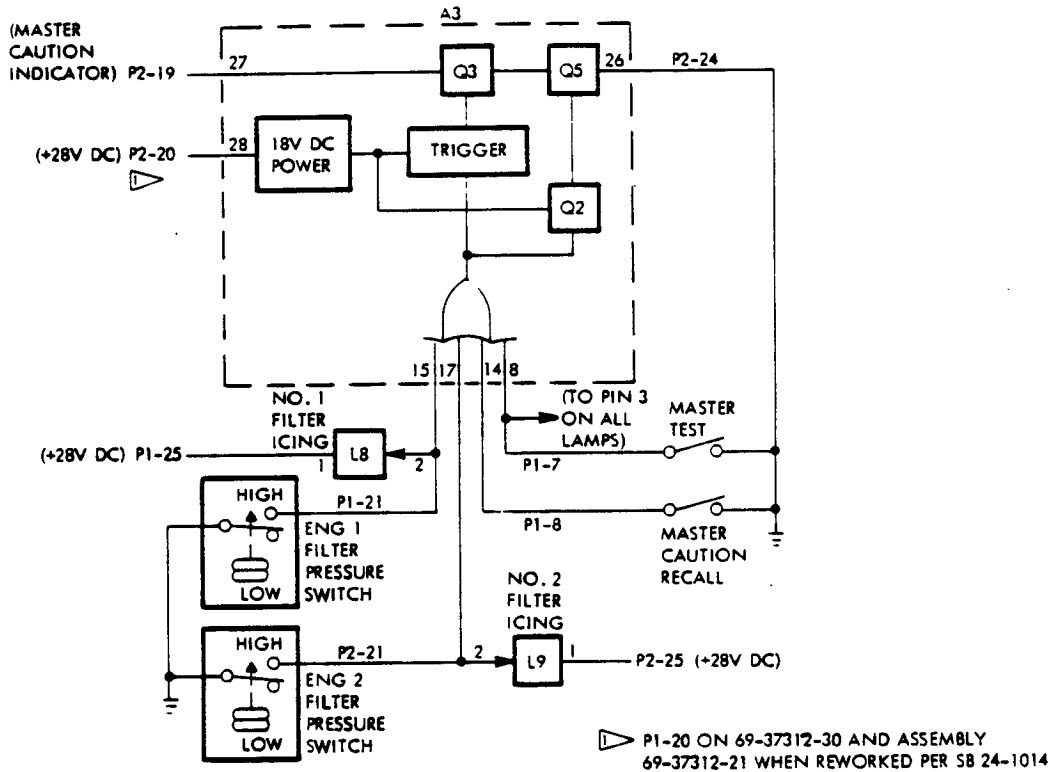 A3
(MASTER
CAUTION
INDICATOR) P2-19
27
Q3
Q5
26
P2-24
(+28V DC) P2-20
28
18V DC
POWER
TRIGGER
1
Q2
15
17
14
8
NO. 1
FILTER
ICING
(TO PIN 3
ON ALL
LAMPS)
MASTER
TEST
(+28V DC) P1-25
1
L8
2
P1-7
HIGH
P1-21
ENG 1
FILTER
PRESSURE
SWITCH
LOW
P1-8
MASTER
CAUTION
RECALL
NO. 2
FILTER
ICING
HIGH
P2-21
2
L9
1
P2-25 (+28V DC)
ENG 2
FILTER
PRESSURE
SWITCH
LOW
1
P1-20 ON 69-37312-30 AND ASSEMBLY
69-37312-21 WHEN REWORKED PER SB 24-1014